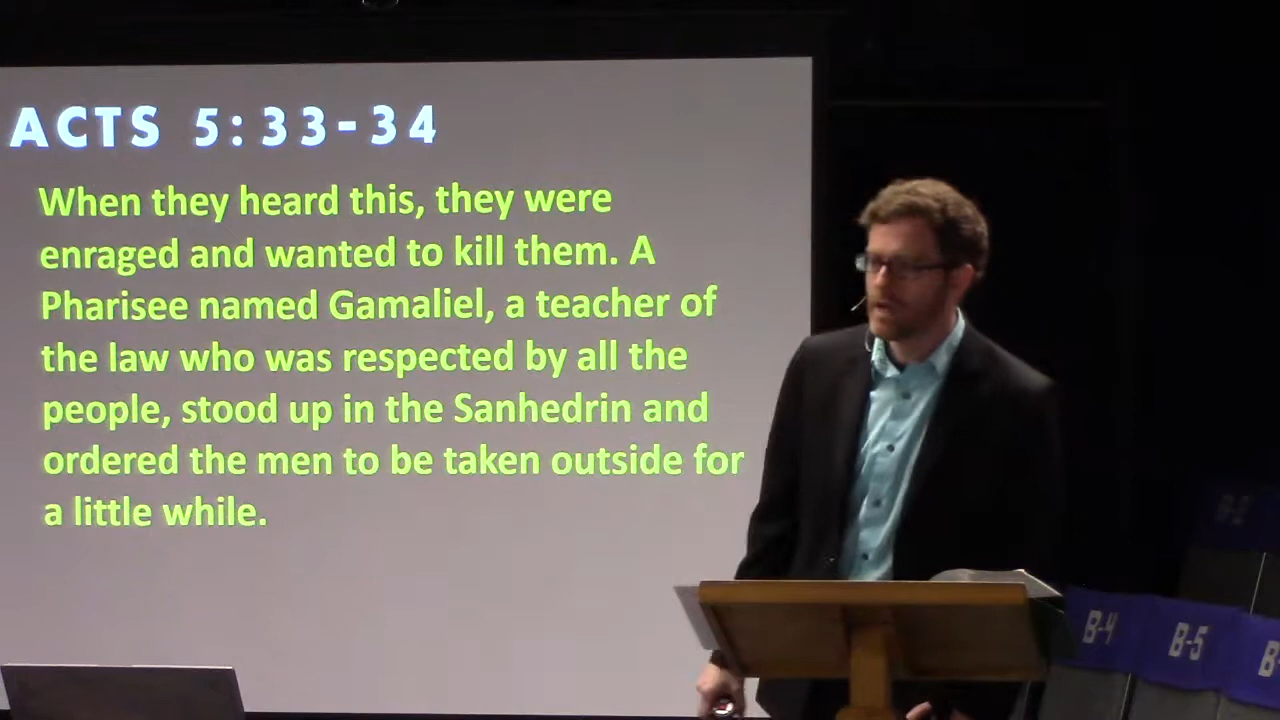 ACTS 5:33-34
When they heard this, they were
enraged and wanted to kill them. A
Pharisee named Gamaliel, a teacher of
the law who was respected by all the
people, stood up in the Sanhedrin and
ordered the men to be taken outside for
a little while.
B-4
B-5